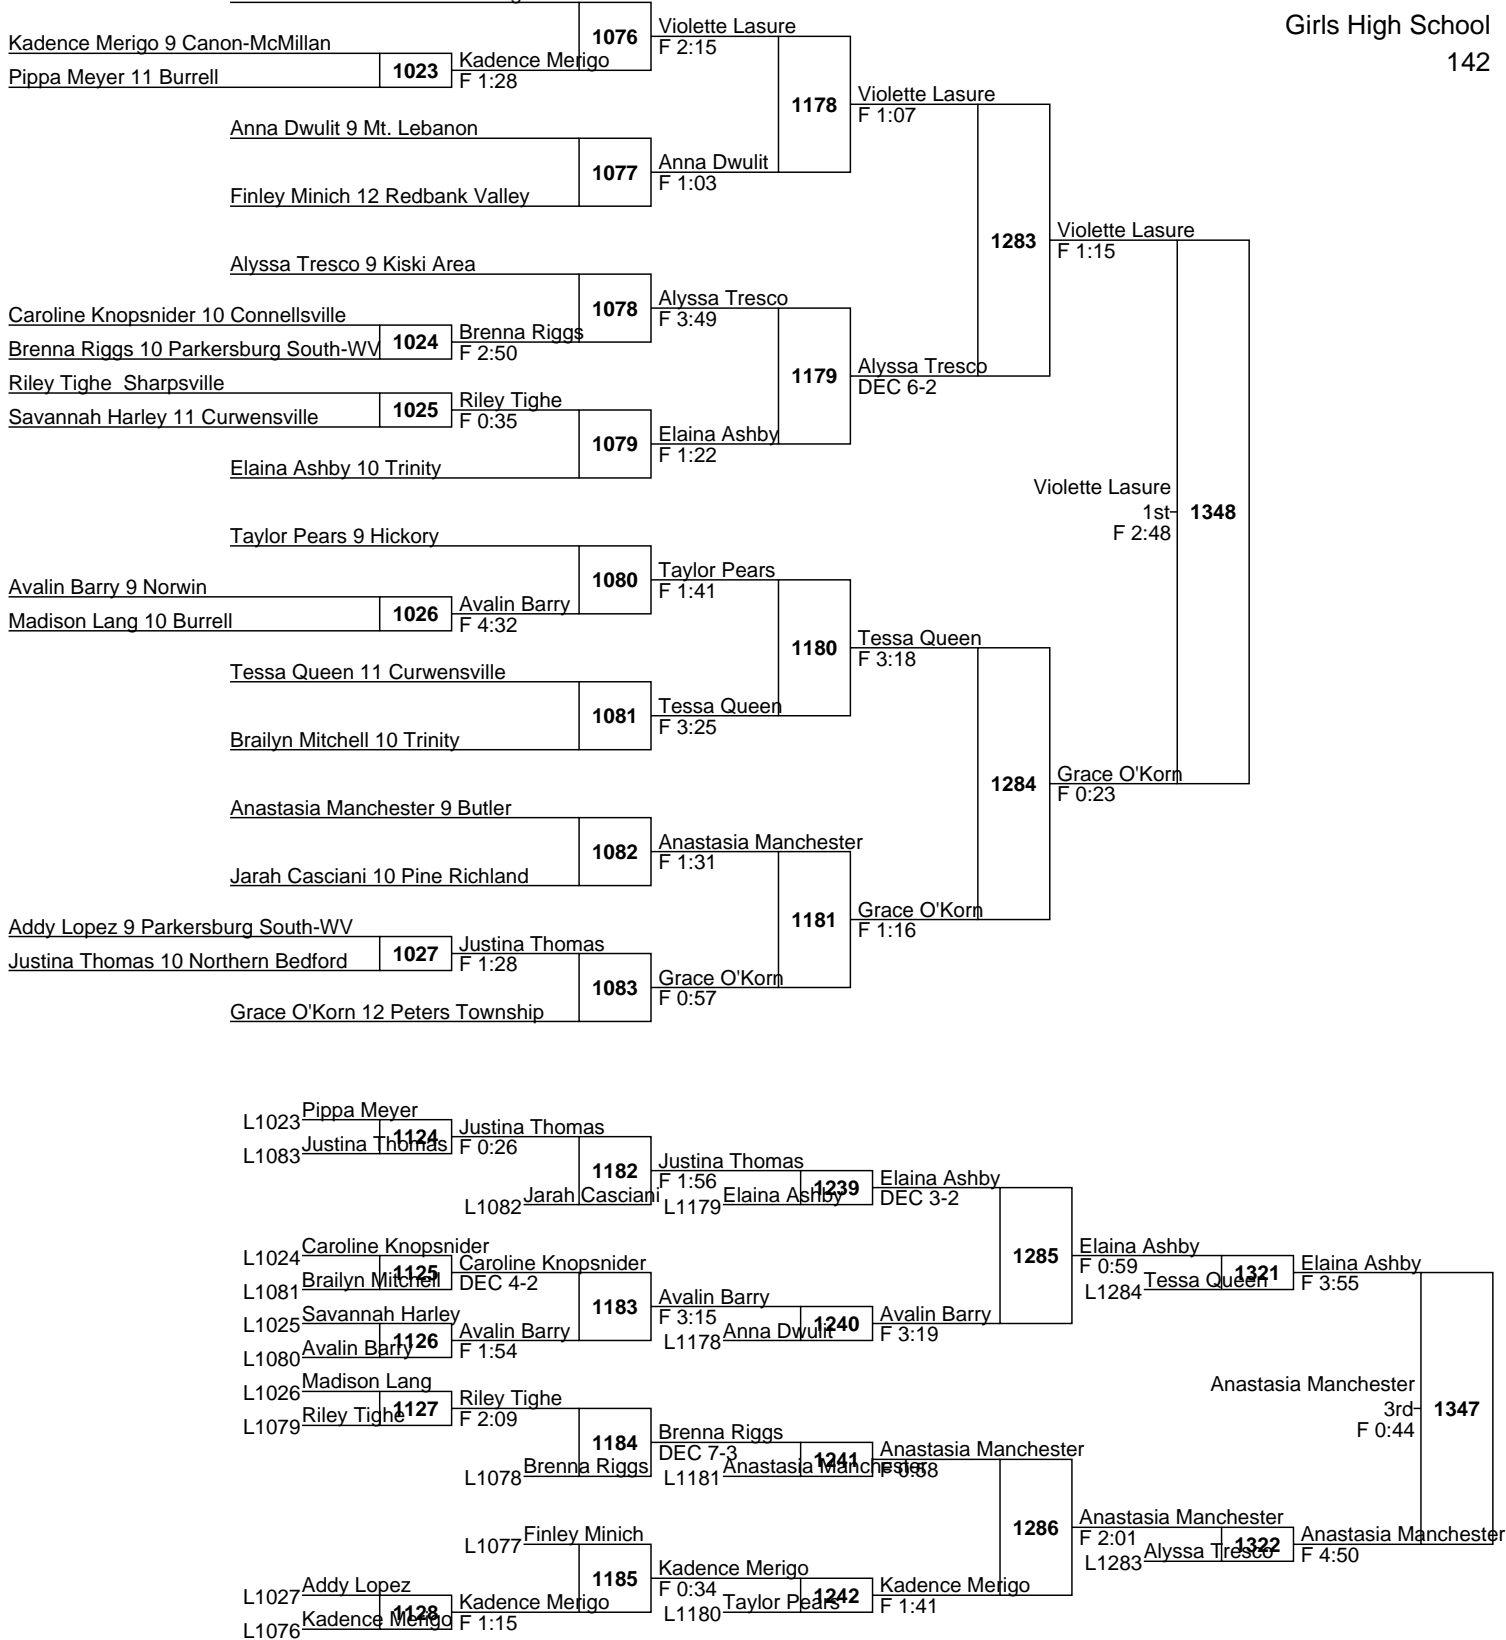 Girls High School
142
1076
Violette Lasure
F 2:15
Kadence Merigo 9 Canon-McMillan
Pippa Meyer 11 Burrell
1023
Kadence Merigo
F 1:28
1178
Violette Lasure
F 1:07
Anna Dwulit 9 Mt. Lebanon
Finley Minich 12 Redbank Valley
1077
Anna Dwulit
F 1:03
1283
Violette Lasure
F 1:15
Alyssa Tresco 9 Kiski Area
1078
Alyssa Tresco
F 3:49
Caroline Knopsnider 10 Connellsville
Brenna Riggs 10 Parkersburg South-WV
1024
Brenna Riggs
F 2:50
1179
Alyssa Tresco
DEC 6-2
Riley Tighe  Sharpsville
Savannah Harley 11 Curwensville
1025
Riley Tighe
F 0:35
1079
Elaina Ashby
F 1:22
Elaina Ashby 10 Trinity
Violette Lasure
1st
F 2:48
1348
Taylor Pears 9 Hickory
1080
Taylor Pears
F 1:41
Avalin Barry 9 Norwin
Madison Lang 10 Burrell
1026
Avalin Barry
F 4:32
1180
Tessa Queen
F 3:18
Tessa Queen 11 Curwensville
Brailyn Mitchell 10 Trinity
1081
Tessa Queen
F 3:25
1284
Grace O'Korn
F 0:23
Anastasia Manchester 9 Butler
Jarah Casciani 10 Pine Richland
1082
Anastasia Manchester
F 1:31
1181
Grace O'Korn
F 1:16
Addy Lopez 9 Parkersburg South-WV
Justina Thomas 10 Northern Bedford
1027
Justina Thomas
F 1:28
1083
Grace O'Korn
F 0:57
Grace O'Korn 12 Peters Township
L1023
Pippa Meyer
L1083
Justina Thomas
1124
Justina Thomas
F 0:26
1182
L1082
Jarah Casciani
Justina Thomas
F 1:56
L1179
Elaina Ashby
1239
Elaina Ashby
DEC 3-2
L1024
Caroline Knopsnider
L1081
Brailyn Mitchell
1125
Caroline Knopsnider
DEC 4-2
1285
Elaina Ashby
F 0:59
L1284
Tessa Queen
1321
Elaina Ashby
F 3:55
1183
Avalin Barry
F 3:15
L1178
Anna Dwulit
1240
Avalin Barry
F 3:19
L1025
Savannah Harley
L1080
Avalin Barry
1126
Avalin Barry
F 1:54
L1026
Madison Lang
L1079
Riley Tighe
1127
Riley Tighe
F 2:09
Anastasia Manchester
3rd
F 0:44
1347
1184
L1078
Brenna Riggs
Brenna Riggs
DEC 7-3
L1181
Anastasia Manchester
1241
Anastasia Manchester
F 0:58
L1077
Finley Minich
1286
Anastasia Manchester
F 2:01
L1283
Alyssa Tresco
1322
Anastasia Manchester
F 4:50
1185
Kadence Merigo
F 0:34
L1180
Taylor Pears
1242
Kadence Merigo
F 1:41
L1027
Addy Lopez
L1076
Kadence Merigo
1128
Kadence Merigo
F 1:15